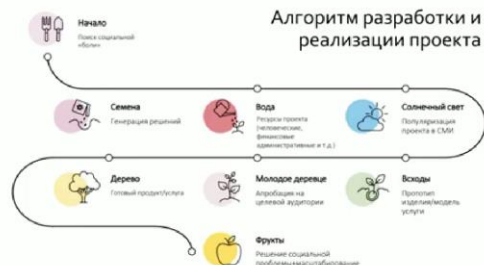 Алгоритм разработки и
реализации проекта
Начало
Поиск социальной
«боли»
Семена
Генерация решений
Вода
Ресурсы проекта
(человеческие,
финансовые
административные и т.д.)
Солнечный свет
Популяризация
проекта в СМИ
Дерево
Готовый продукт/услуга
Молодое деревце
Апробация на
целевой аудитории
Всходы
Прототип
изделия/модель
услуги
Фрукты
Решение социальной
проблемы/масштабирование